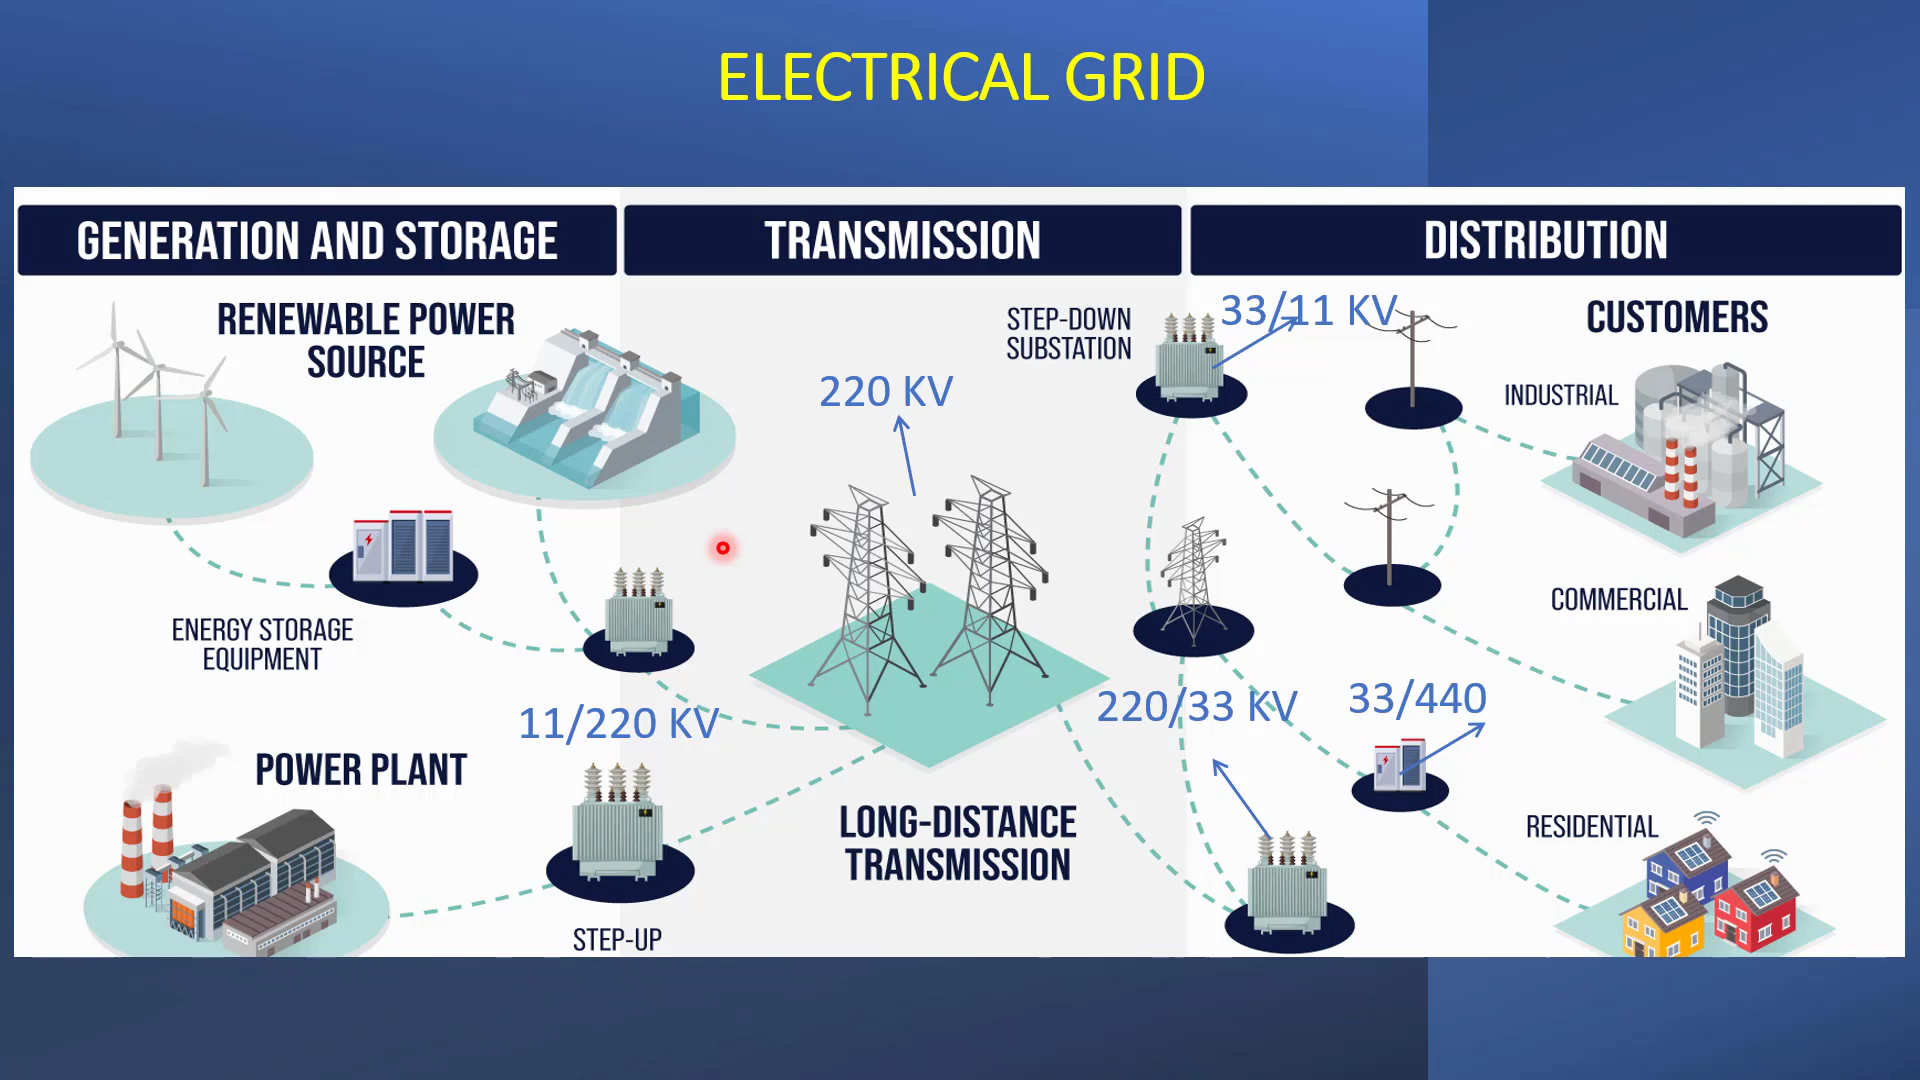 ELECTRICAL GRID
GENERATION AND STORAGE
TRANSMISSION
DISTRIBUTION
RENEWABLE POWER
SOURCE
ENERGY STORAGE
EQUIPMENT
11/220 KV
POWER PLANT
STEP-UP
220 KV
LONG-DISTANCE
TRANSMISSION
STEP-DOWN
SUBSTATION
33/11 KV
220/33 KV
33/440
CUSTOMERS
INDUSTRIAL
COMMERCIAL
RESIDENTIAL